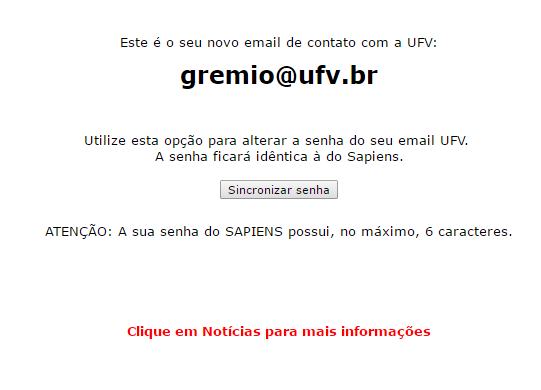 Este é o seu novo email de contato com a UFV:
gremio@ufv.br
Utilize esta opção para alterar a senha do seu email UFV.
A senha ficará idêntica à do Sapiens.
Sincronizar senha
ATENÇÃO: A sua senha do SAPIENS possui, no máximo, 6 caracteres.
Clique em Notícias para mais informações